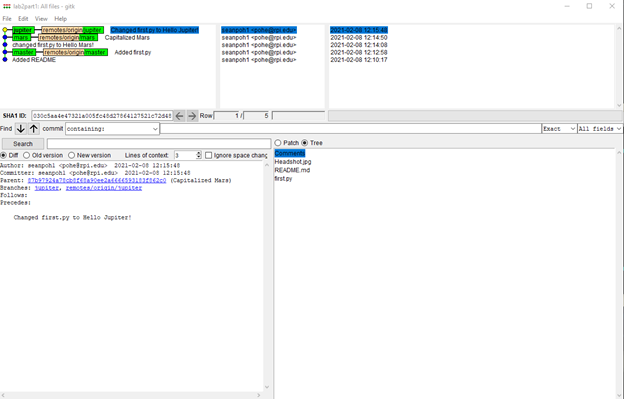 lab2part1: All files - gitk
File Edit View Help
jupiter remotes/origin/jupiter Changed first.py to Hello Jupiter! seanpoh1 <pohe@rpi.edu> 2021-02-08 12:15:48
mars remotes/origin/mars Capitalized Mars seanpoh1 <pohe@rpi.edu> 2021-02-08 12:14:50
changed first.py to Hello Mars! seanpoh1 <pohe@rpi.edu> 2021-02-08 12:14:08
master remotes/origin/master Added first.py seanpoh1 <pohe@rpi.edu> 2021-02-08 12:12:58
Added README seanpoh1 <pohe@rpi.edu> 2021-02-08 12:10:17
SHA1 ID: Row 1 / 5
Find commit containing: Exact All fields
Search Patch Tree
Diff Old version New version Lines of context: 3 Ignore space chang
Comments
Headshot.jpg
README.md
first.py
Author: seanpoh1 <pohe@rpi.edu> 2021-02-08 12:15:48
Committer: seanpoh1 <pohe@rpi.edu> 2021-02-08 12:15:48
Parent: (Capitalized Mars)
Branches: jupiter, remotes/origin/jupiter
Follows:
Precedes:
Changed first.py to Hello Jupiter!